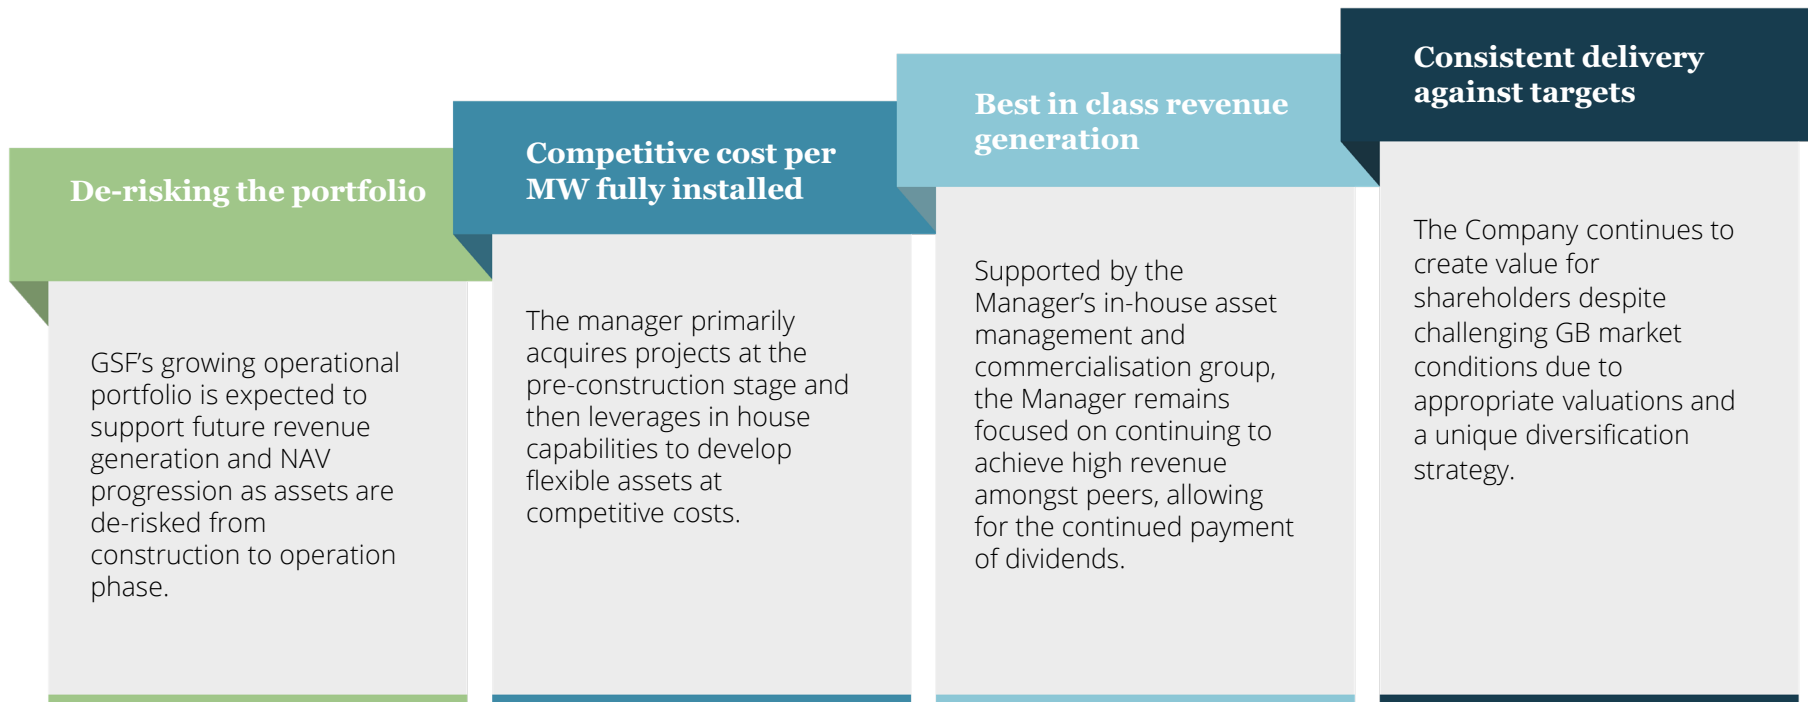 De-risking the portfolio
GSF’s growing operational
portfolio is expected to
support future revenue
generation and NAV
progression as assets are
de-risked from
construction to operation
phase.
Competitive cost per
MW fully installed
The manager primarily
acquires projects at the
pre-construction stage and
then leverages in house
capabilities to develop
flexible assets at
competitive costs.
Best in class revenue
generation
Supported by the
Manager’s in-house asset
management and
commercialisation group,
the Manager remains
focused on continuing to
achieve high revenue
amongst peers, allowing
for the continued payment
of dividends.
Consistent delivery
against targets
The Company continues to
create value for
shareholders despite
challenging GB market
conditions due to
appropriate valuations and
a unique diversification
strategy.